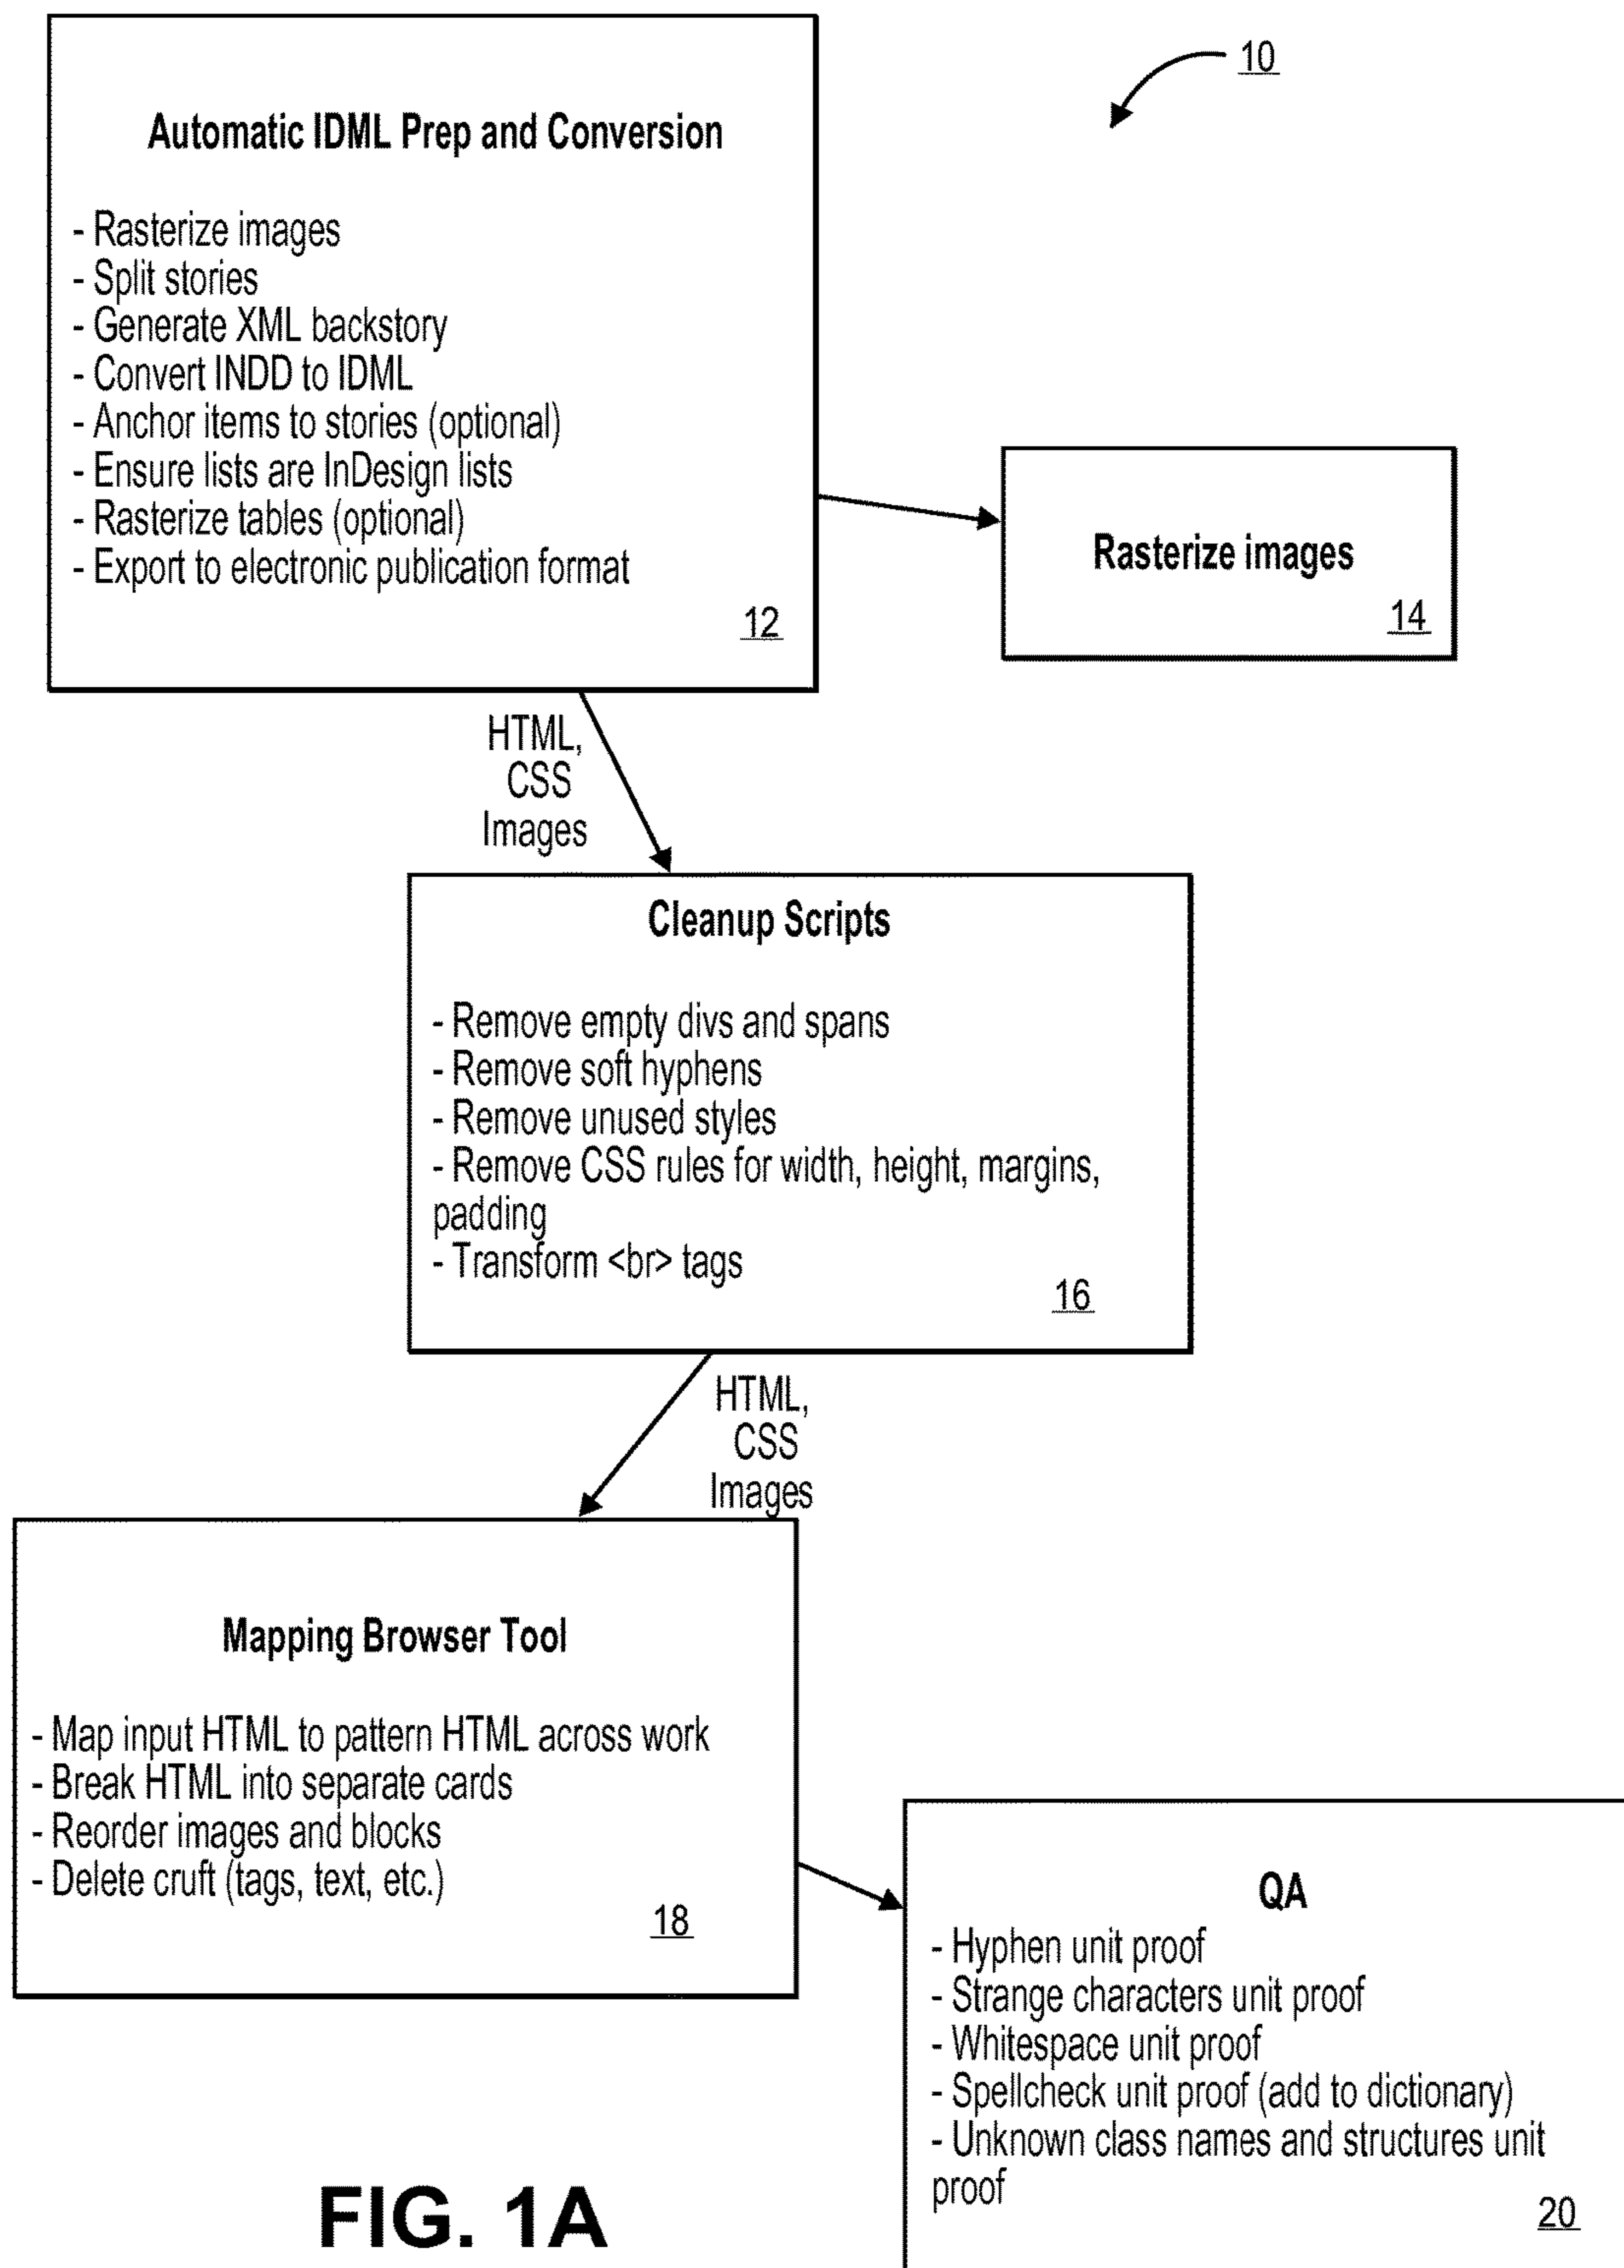 10
Automatic IDML Prep and Conversion
- Rasterize images
- Split stories
- Generate XML backstory
- Convert INDD to IDML
- Anchor items to stories (optional)
- Ensure lists are InDesign lists
- Rasterize tables (optional)
- Export to electronic publication format
12
Rasterize images
14
HTML,
CSS
Images
Cleanup Scripts
- Remove empty divs and spans
- Remove soft hyphens
- Remove unused styles
- Remove CSS rules for width, height, margins,
padding
- Transform <br> tags
16
HTML,
CSS
Images
Mapping Browser Tool
- Map input HTML to pattern HTML across work
- Break HTML into separate cards
- Reorder images and blocks
- Delete cruft (tags, text, etc.)
18
QA
- Hyphen unit proof
- Strange characters unit proof
- Whitespace unit proof
- Spellcheck unit proof (add to dictionary)
- Unknown class names and structures unit
proof
20
FIG. 1A